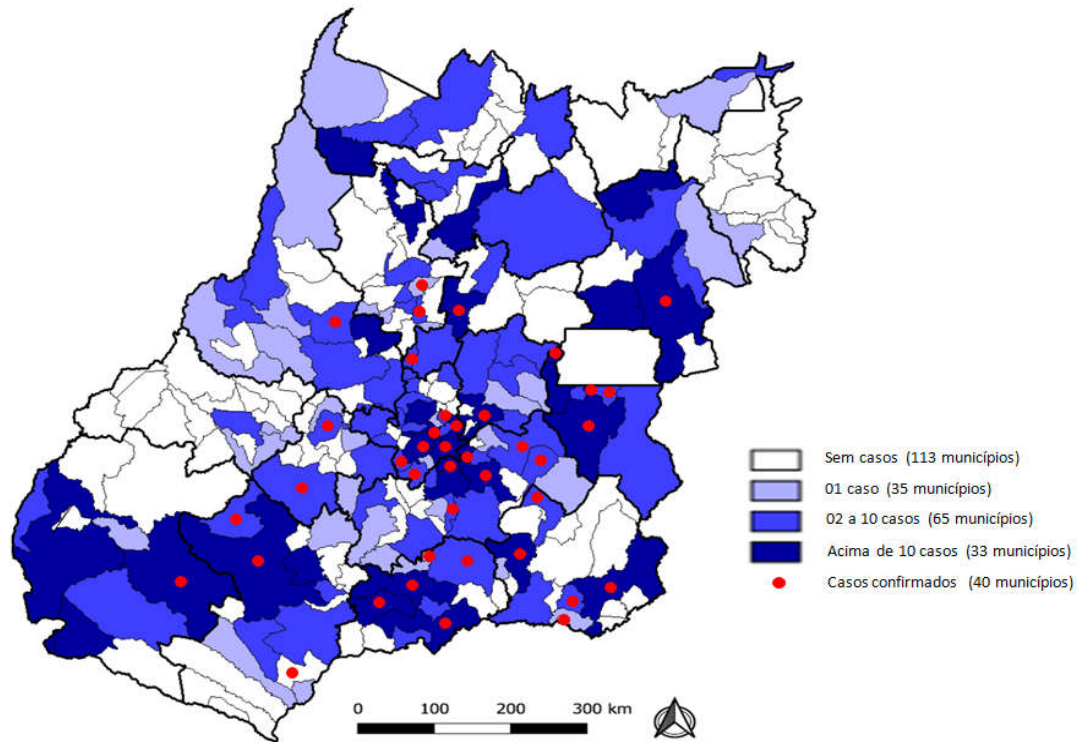 Sem casos (113 municípios)
01 caso (35 municípios)
02 a 10 casos (65 municípios)
Acima de 10 casos (33 municípios)
Casos confirmados (40 municípios)
0 100 200 300 km